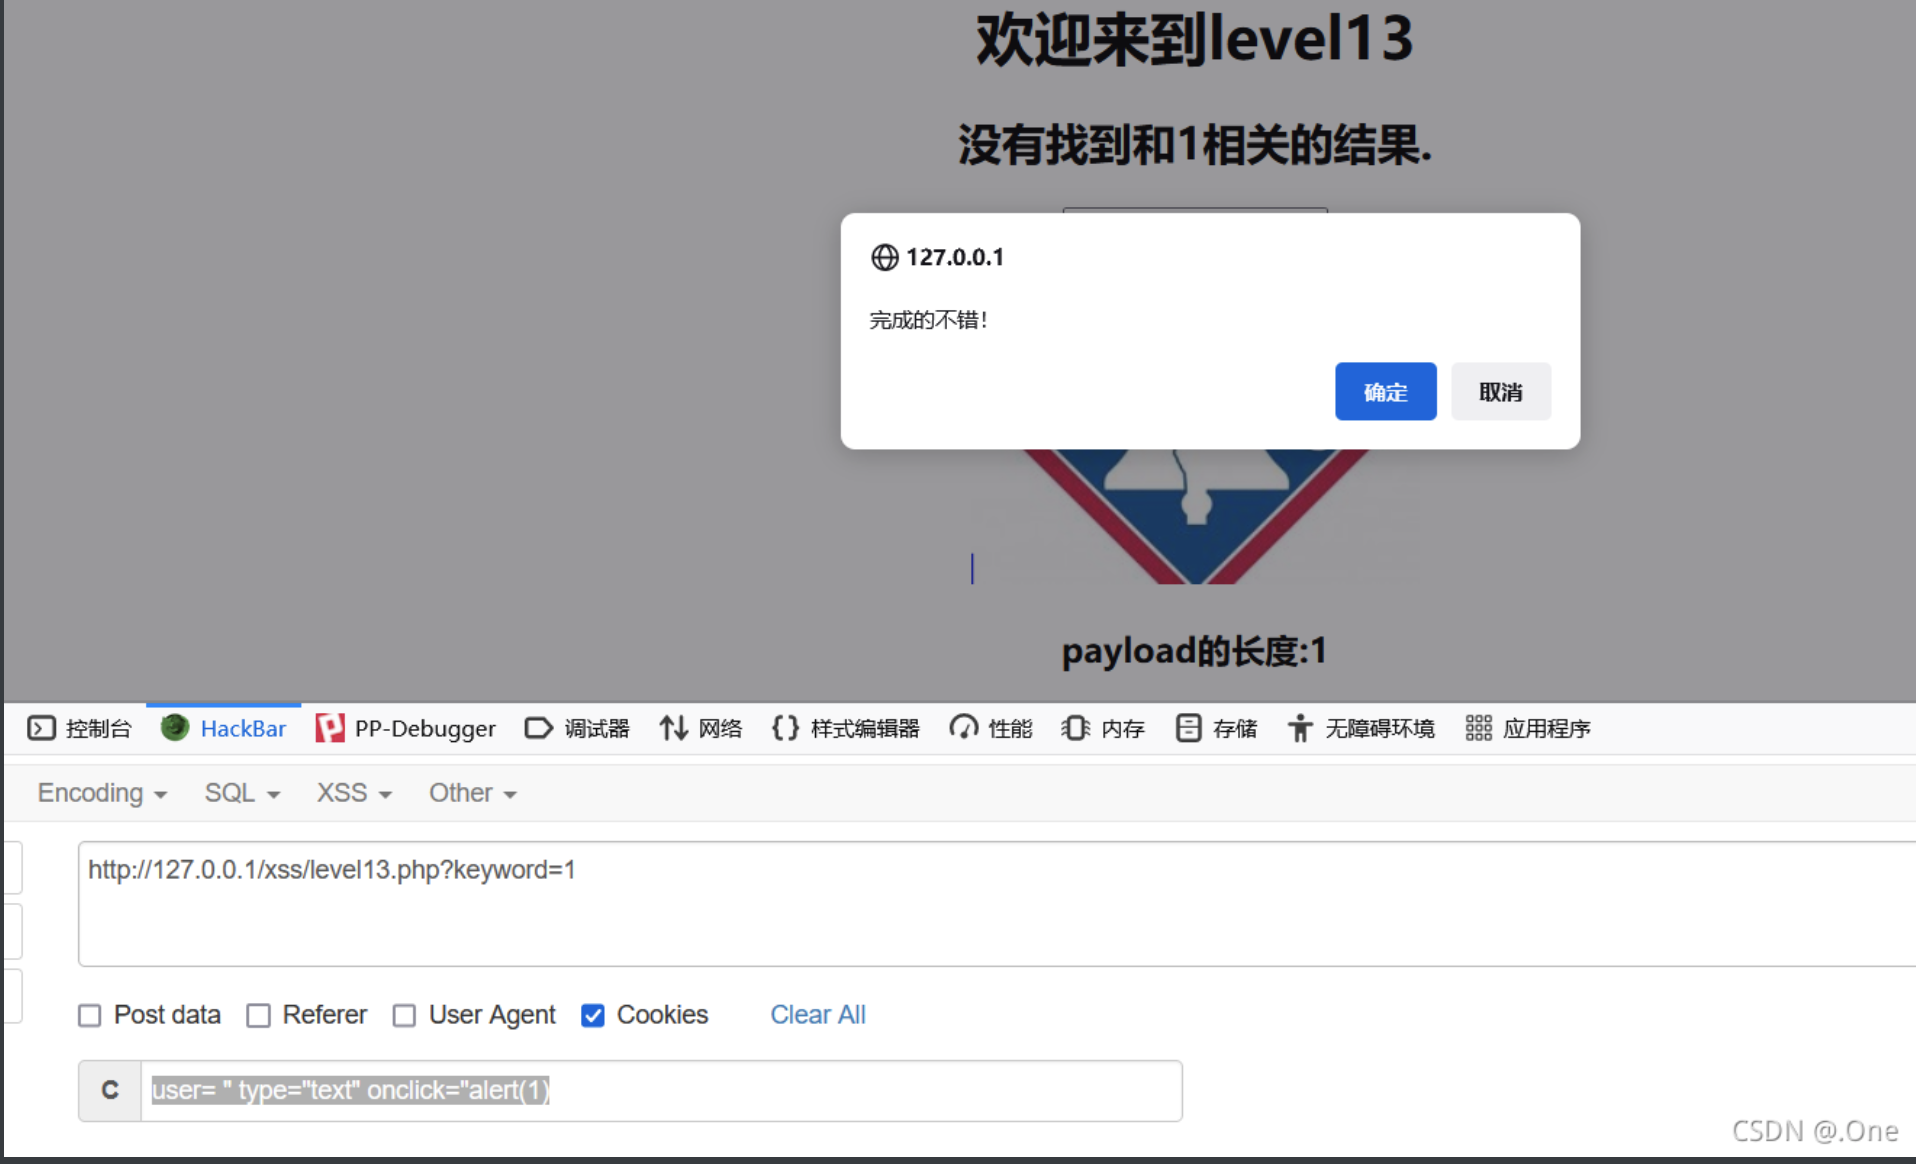 欢迎来到level13
没有找到和1相关的结果.
127.0.0.1
完成的不错!
确定 取消
payload的长度:1
控制台 HackBar PP-Debugger 调试器 网络 {} 样式编辑器 性能 内存 存储 无障碍环境 应用程序
Encoding SQL XSS Other
http://127.0.0.1/xss/level13.php?keyword=1
Post data Referer User Agent Cookies Clear All
C user= " type="text" onclick="alert(1)
CSDN @.One